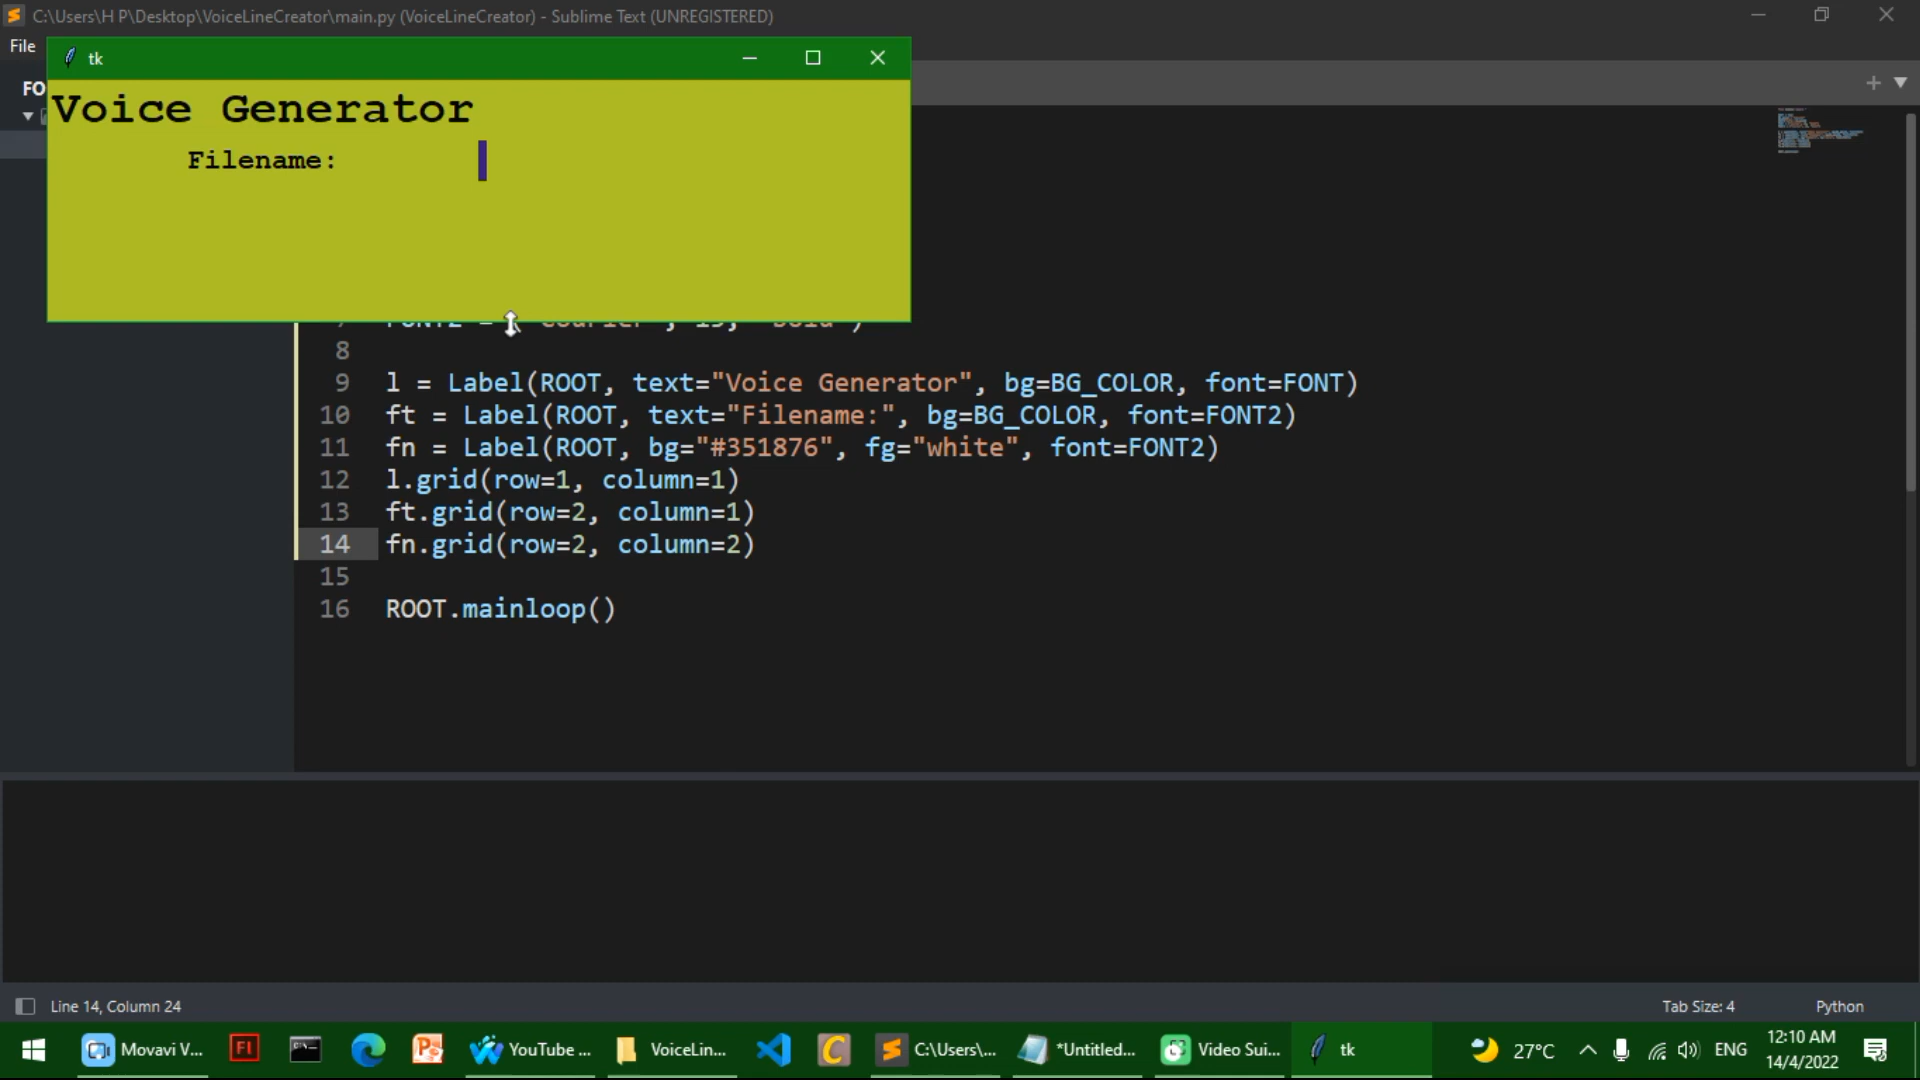 C:\Users\H P\Desktop\VoiceLineCreator\main.py (VoiceLineCreator) - Sublime Text (UNREGISTERED)
File
tk
FO
Voice Generator
Filename:
8
9 l = Label(ROOT, text="Voice Generator", bg=BG_COLOR, font=FONT)
10 ft = Label(ROOT, text="Filename:", bg=BG_COLOR, font=FONT2)
11 fn = Label(ROOT, bg="#351876", fg="white", font=FONT2)
12 l.grid(row=1, column=1)
13 ft.grid(row=2, column=1)
14 fn.grid(row=2, column=2)
15
16 ROOT.mainloop()
Line 14, Column 24
Tab Size: 4
Python
Movavi V...
YouTube ...
VoiceLin...
C:\Users\...
*Untitled...
Video Sui...
tk
27°C
ENG
12:10 AM
14/4/2022